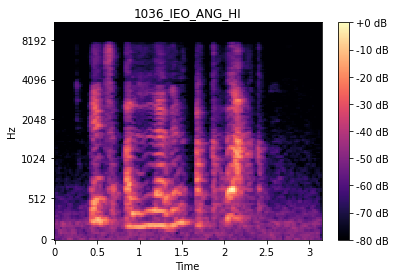 1036_IEO_ANG_HI
8192
4096
2048
1024
512
0
Hz
0
0.5
1
1.5
2
2.5
3
Time
+0 dB
-10 dB
-20 dB
-30 dB
-40 dB
-50 dB
-60 dB
-70 dB
-80 dB